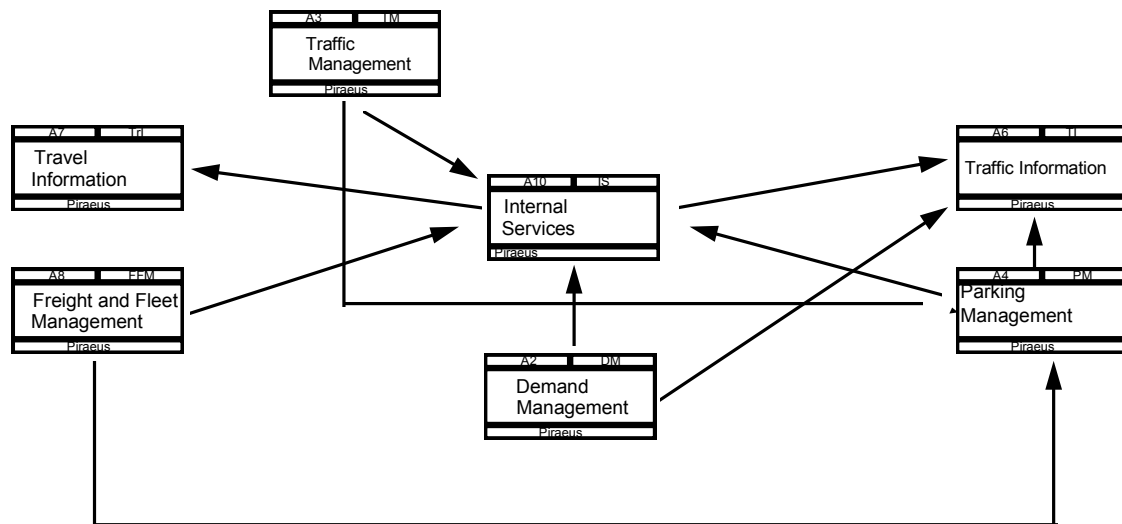 A3 TM
Traffic
Management
Piraeus
A7 TrI
Travel
Information
Piraeus
A10 IS
Internal
Services
Piraeus
A6 TI
Traffic Information
Piraeus
A8 FFM
Freight and Fleet
Management
Piraeus
A2 DM
Demand
Management
Piraeus
A4 PM
Parking
Management
Piraeus